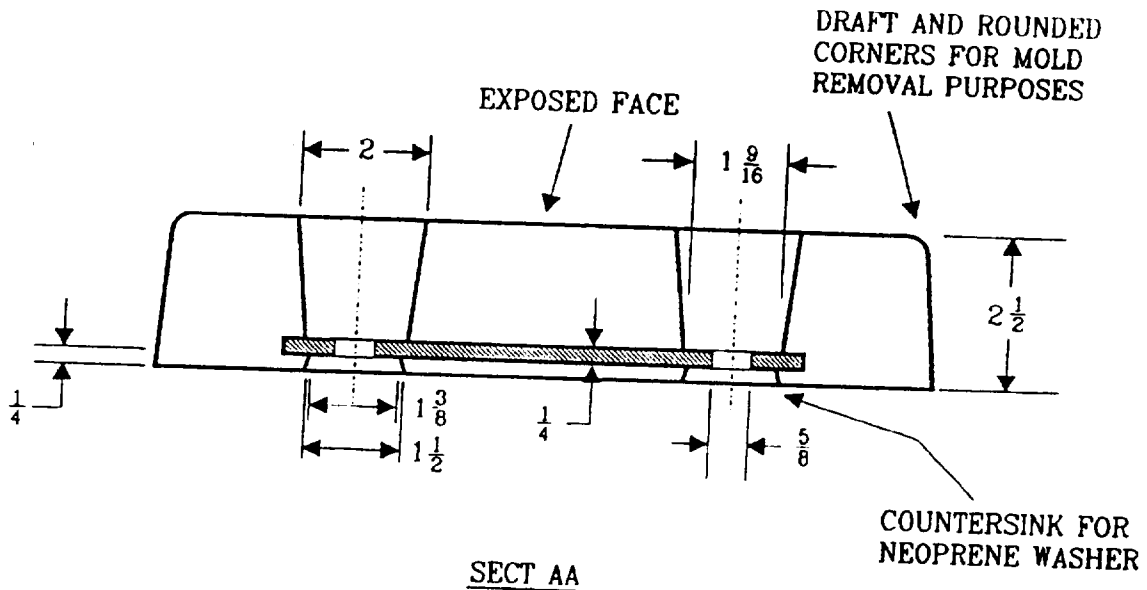 DRAFT AND ROUNDED
CORNERS FOR MOLD
REMOVAL PURPOSES
EXPOSED FACE
2
1 9/16
2 1/2
1/4
1 3/8
1/4
5/8
1 1/2
COUNTERSINK FOR
NEOPRENE WASHER
SECT AA